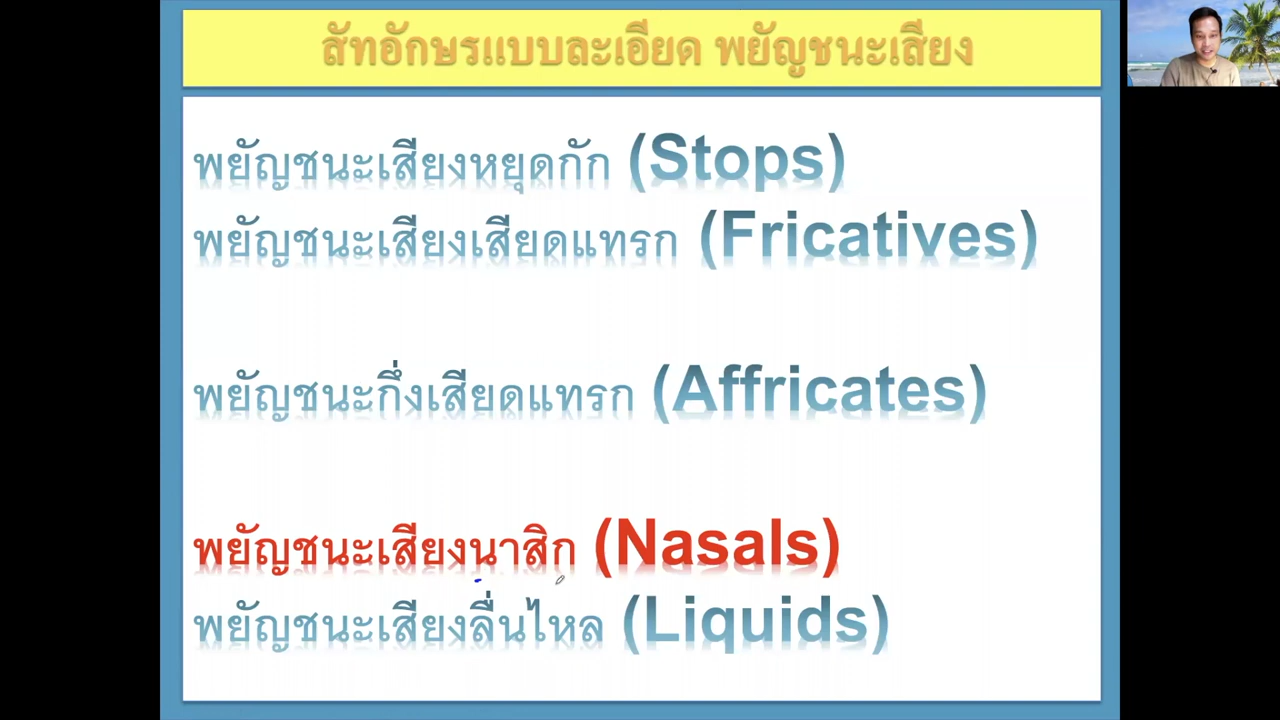 สัทอักษรแบบละเอียด พยัญชนะเสียง
พยัญชนะเสียงหยุดกัก (Stops)
พยัญชนะเสียงเสียดแทรก (Fricatives)
พยัญชนะกึ่งเสียดแทรก (Affricates)
พยัญชนะเสียงนาสิก (Nasals)
พยัญชนะเสียงลื่นไหล (Liquids)